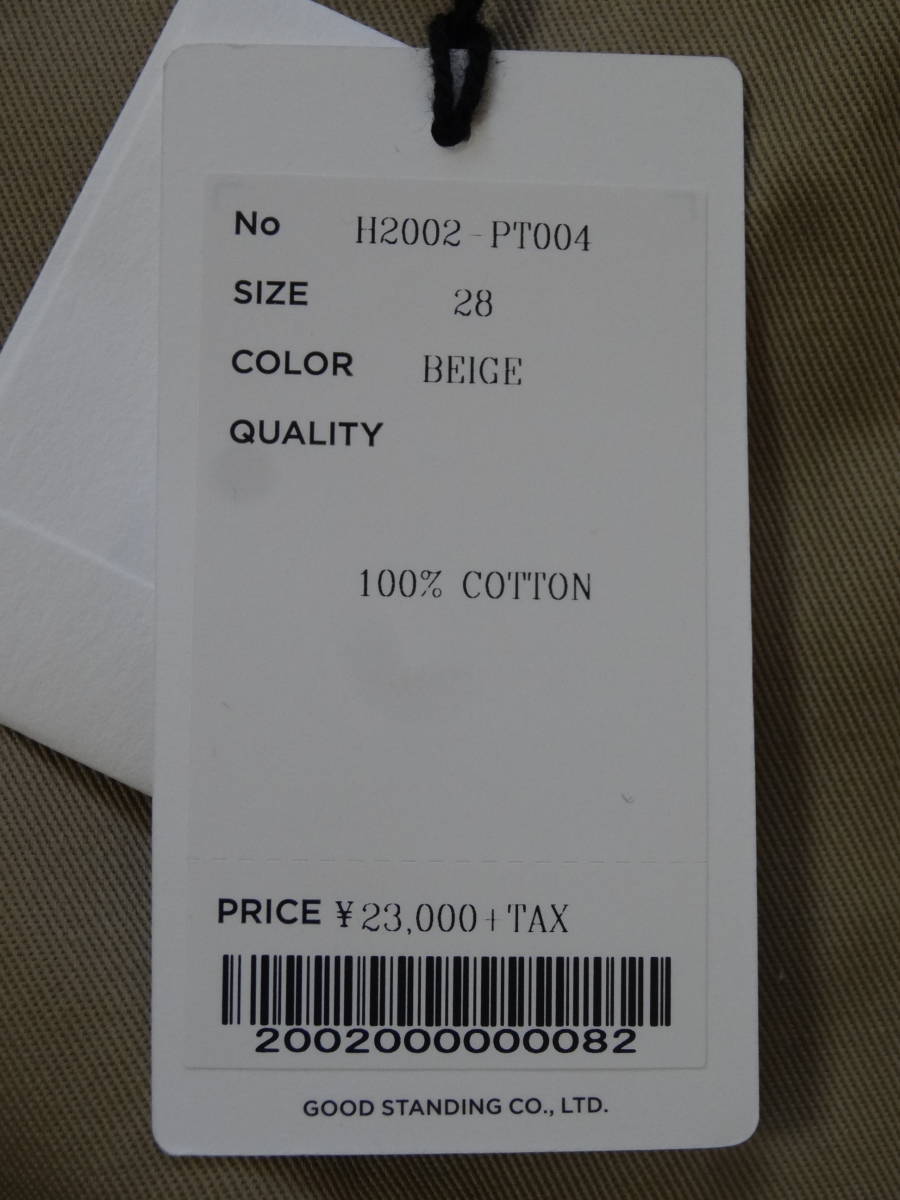 No H2002-PT004
SIZE 28
COLOR BEIGE
QUALITY
100% COTTON
PRICE ¥23,000+TAX
2002000000082
GOOD STANDING CO., LTD.